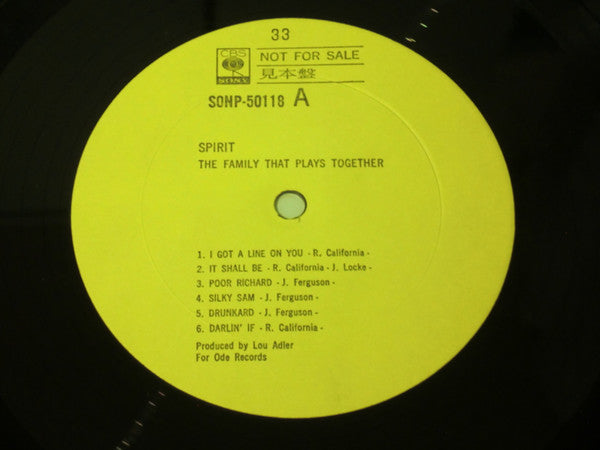 33
CBS
SONY
NOT FOR SALE
見本盤
SONP-50118 A
SPIRIT
THE FAMILY THAT PLAYS TOGETHER
1. I GOT A LINE ON YOU - R. California -
2. IT SHALL BE - R. California - J. Locke -
3. POOR RICHARD - J. Ferguson -
4. SILKY SAM - J. Ferguson -
5. DRUNKARD - J. Ferguson -
6. DARLIN' IF - R. California -
Produced by Lou Adler
For Ode Records